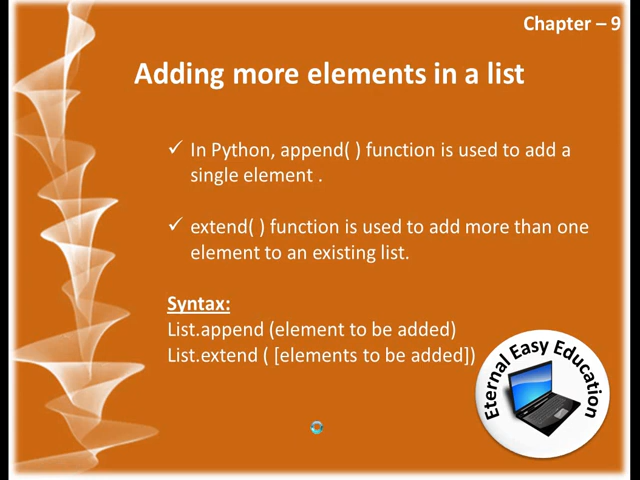 Chapter – 9
Adding more elements in a list
✓ In Python, append( ) function is used to add a
single element .
✓ extend( ) function is used to add more than one
element to an existing list.
Syntax:
List.append (element to be added)
List.extend ( [elements to be added])
Eternal Easy Education